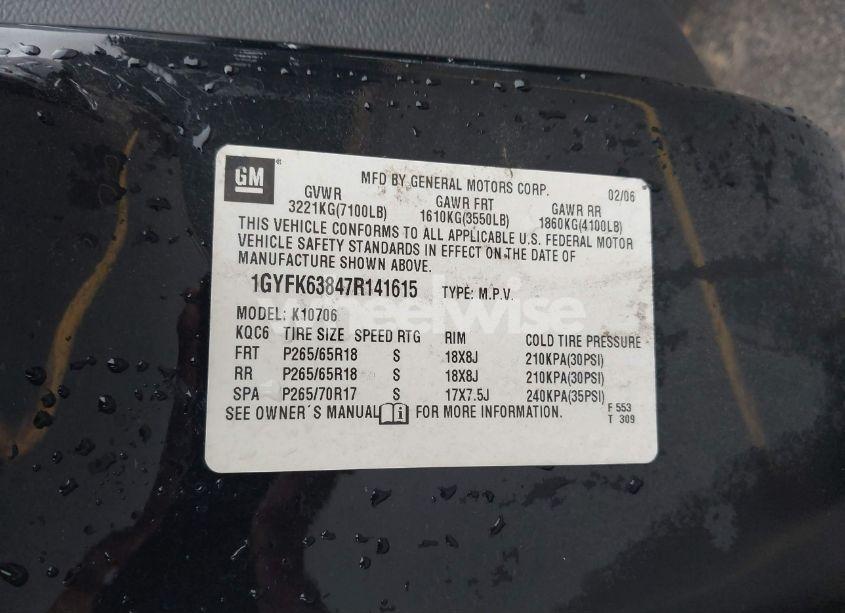 GM
MFD BY GENERAL MOTORS CORP. 02/06
GVWR GAWR FRT GAWR RR
3221KG(7100LB) 1610KG(3550LB) 1860KG(4100LB)
THIS VEHICLE CONFORMS TO ALL APPLICABLE U.S. FEDERAL MOTOR
VEHICLE SAFETY STANDARDS IN EFFECT ON THE DATE OF
MANUFACTURE SHOWN ABOVE.
1GYFK63847R141615 TYPE: M.P.V.
wheelwise
MODEL: K10706
KQC6 TIRE SIZE SPEED RTG RIM COLD TIRE PRESSURE
FRT P265/65R18 S 18X8J 210KPA(30PSI)
RR P265/65R18 S 18X8J 210KPA(30PSI)
SPA P265/70R17 S 17X7.5J 240KPA(35PSI)
SEE OWNER'S MANUAL i FOR MORE INFORMATION.
F 553
T 309